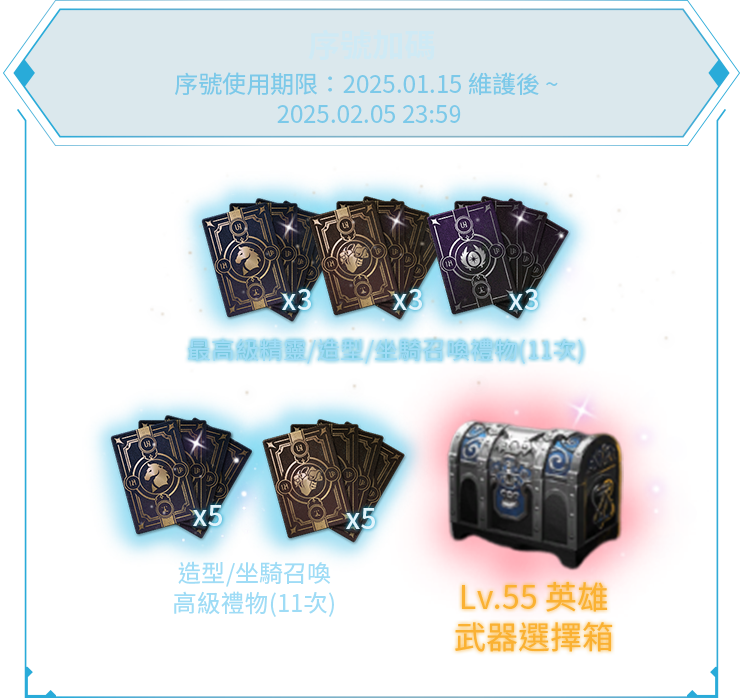 序號加碼
序號使用期限：2025.01.15 維護後 ~
2025.02.05 23:59
x3
x3
x3
最高級精靈/造型/坐騎召喚禮物(11次)
x5
x5
造型/坐騎召喚
高級禮物(11次)
Lv.55 英雄
武器選擇箱